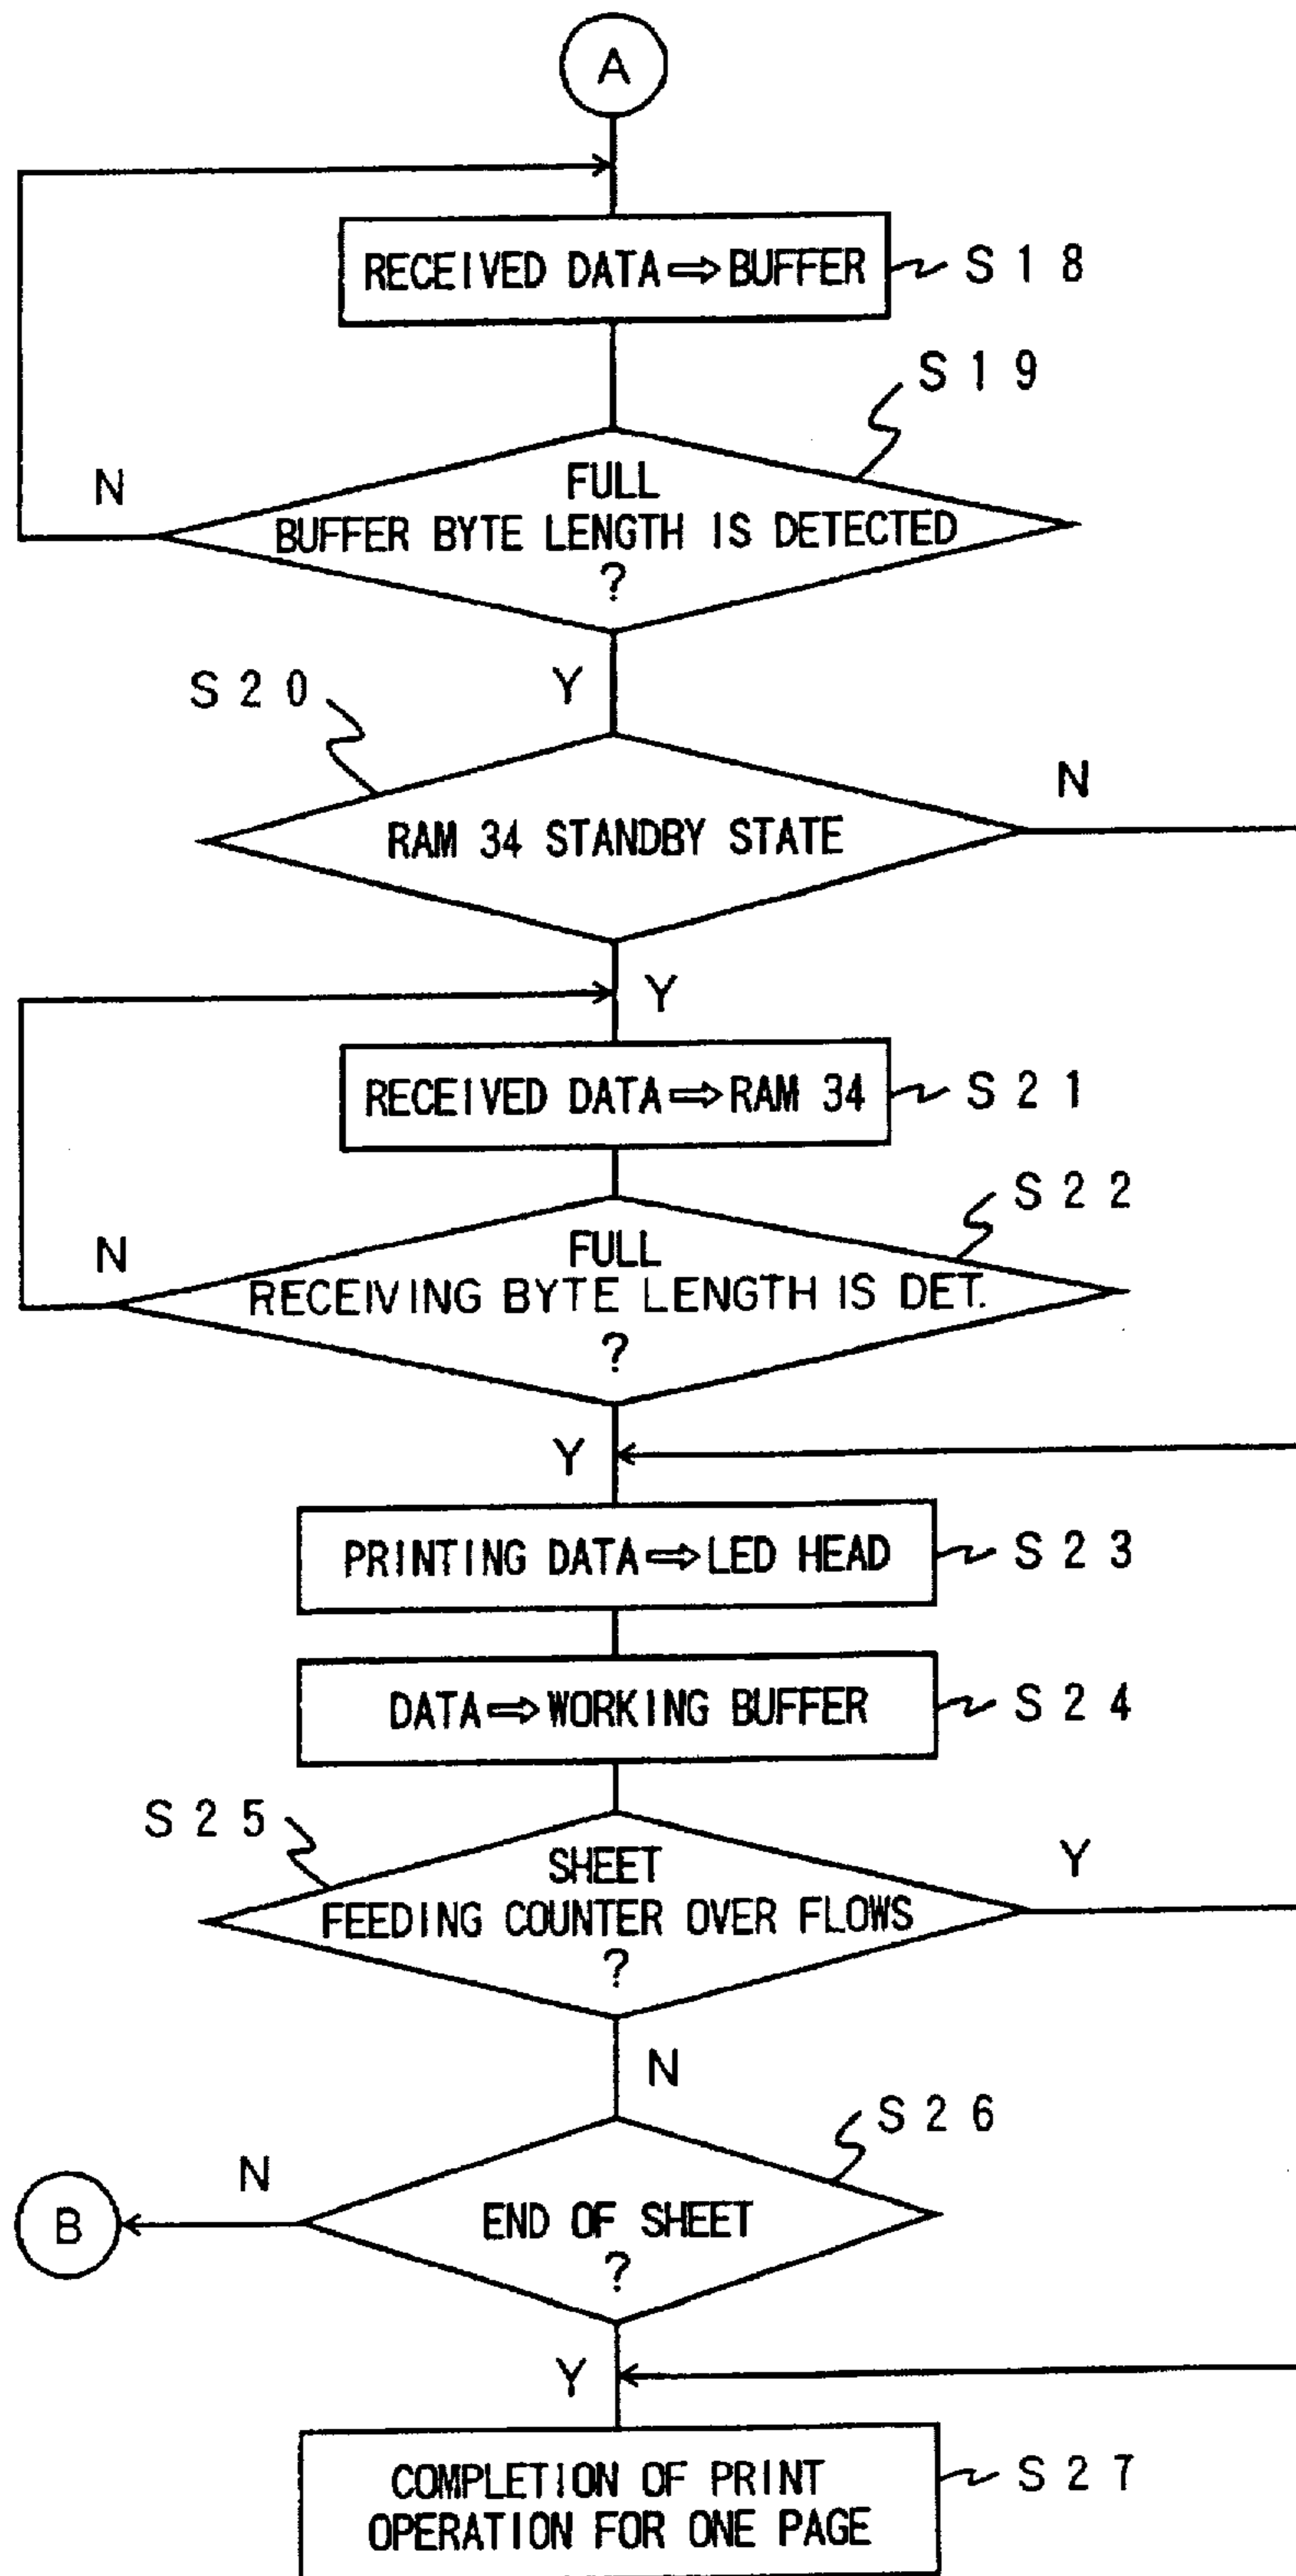 A
RECEIVED DATA⇒BUFFER
S18
S19
N
FULL
BUFFER BYTE LENGTH IS DETECTED
?
Y
S20
N
RAM 34 STANDBY STATE
Y
RECEIVED DATA⇒RAM 34
S21
S22
N
FULL
RECEIVING BYTE LENGTH IS DET.
?
Y
PRINTING DATA⇒LED HEAD
S23
DATA⇒WORKING BUFFER
S24
S25
Y
SHEET
FEEDING COUNTER OVER FLOWS
?
N
S26
N
B
END OF SHEET
?
Y
COMPLETION OF PRINT
OPERATION FOR ONE PAGE
S27